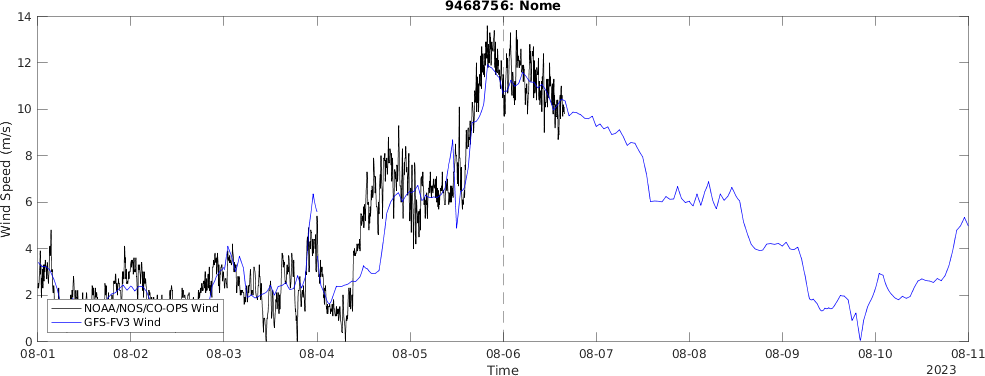 9468756: Nome
14
12
10
8
6
4
2
0
Wind Speed (m/s)
NOAA/NOS/CO-OPS Wind
GFS-FV3 Wind
08-01 08-02 08-03 08-04 08-05 08-06 08-07 08-08 08-09 08-10 08-11
Time
2023